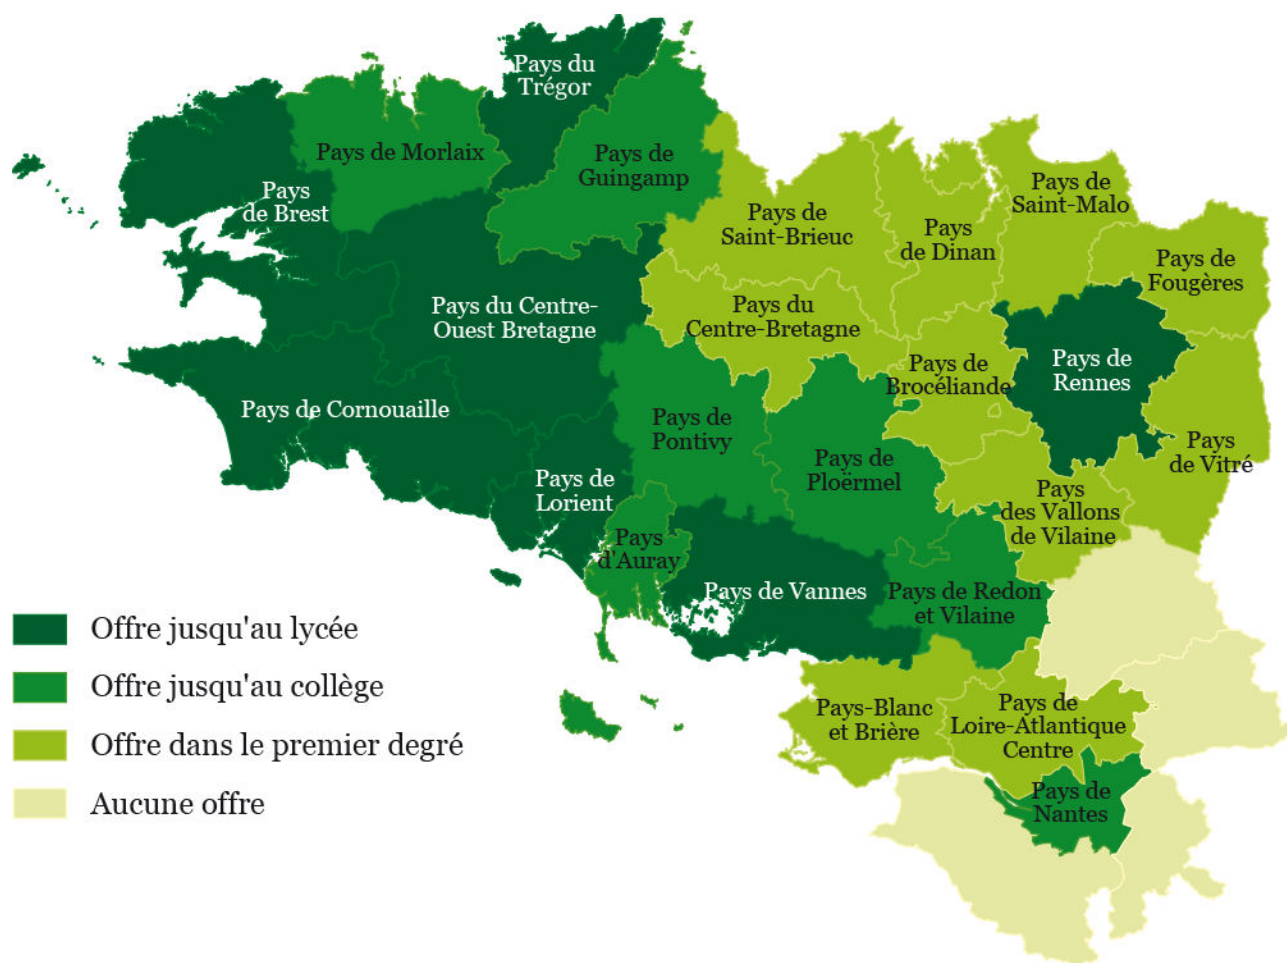 Pays du
Trégor
Pays de Morlaix
Pays de
Guingamp
Pays
de Brest
Pays de
Saint-Malo
Pays de
Saint-Brieuc
Pays
de Dinan
Pays de
Fougères
Pays du Centre-
Ouest Bretagne
Pays du
Centre-Bretagne
Pays de
Brocéliande
Pays de
Rennes
Pays de Cornouaille
Pays de
Pontivy
Pays de
Ploërmel
Pays
de Vitré
Pays de
Lorient
Pays
des Vallons
de Vilaine
Pays
d'Auray
Pays de Vannes
Pays de Redon
et Vilaine
Offre jusqu'au lycée
Offre jusqu'au collège
Offre dans le premier degré
Aucune offre
Pays-Blanc
et Brière
Pays de
Loire-Atlantique
Centre
Pays de
Nantes